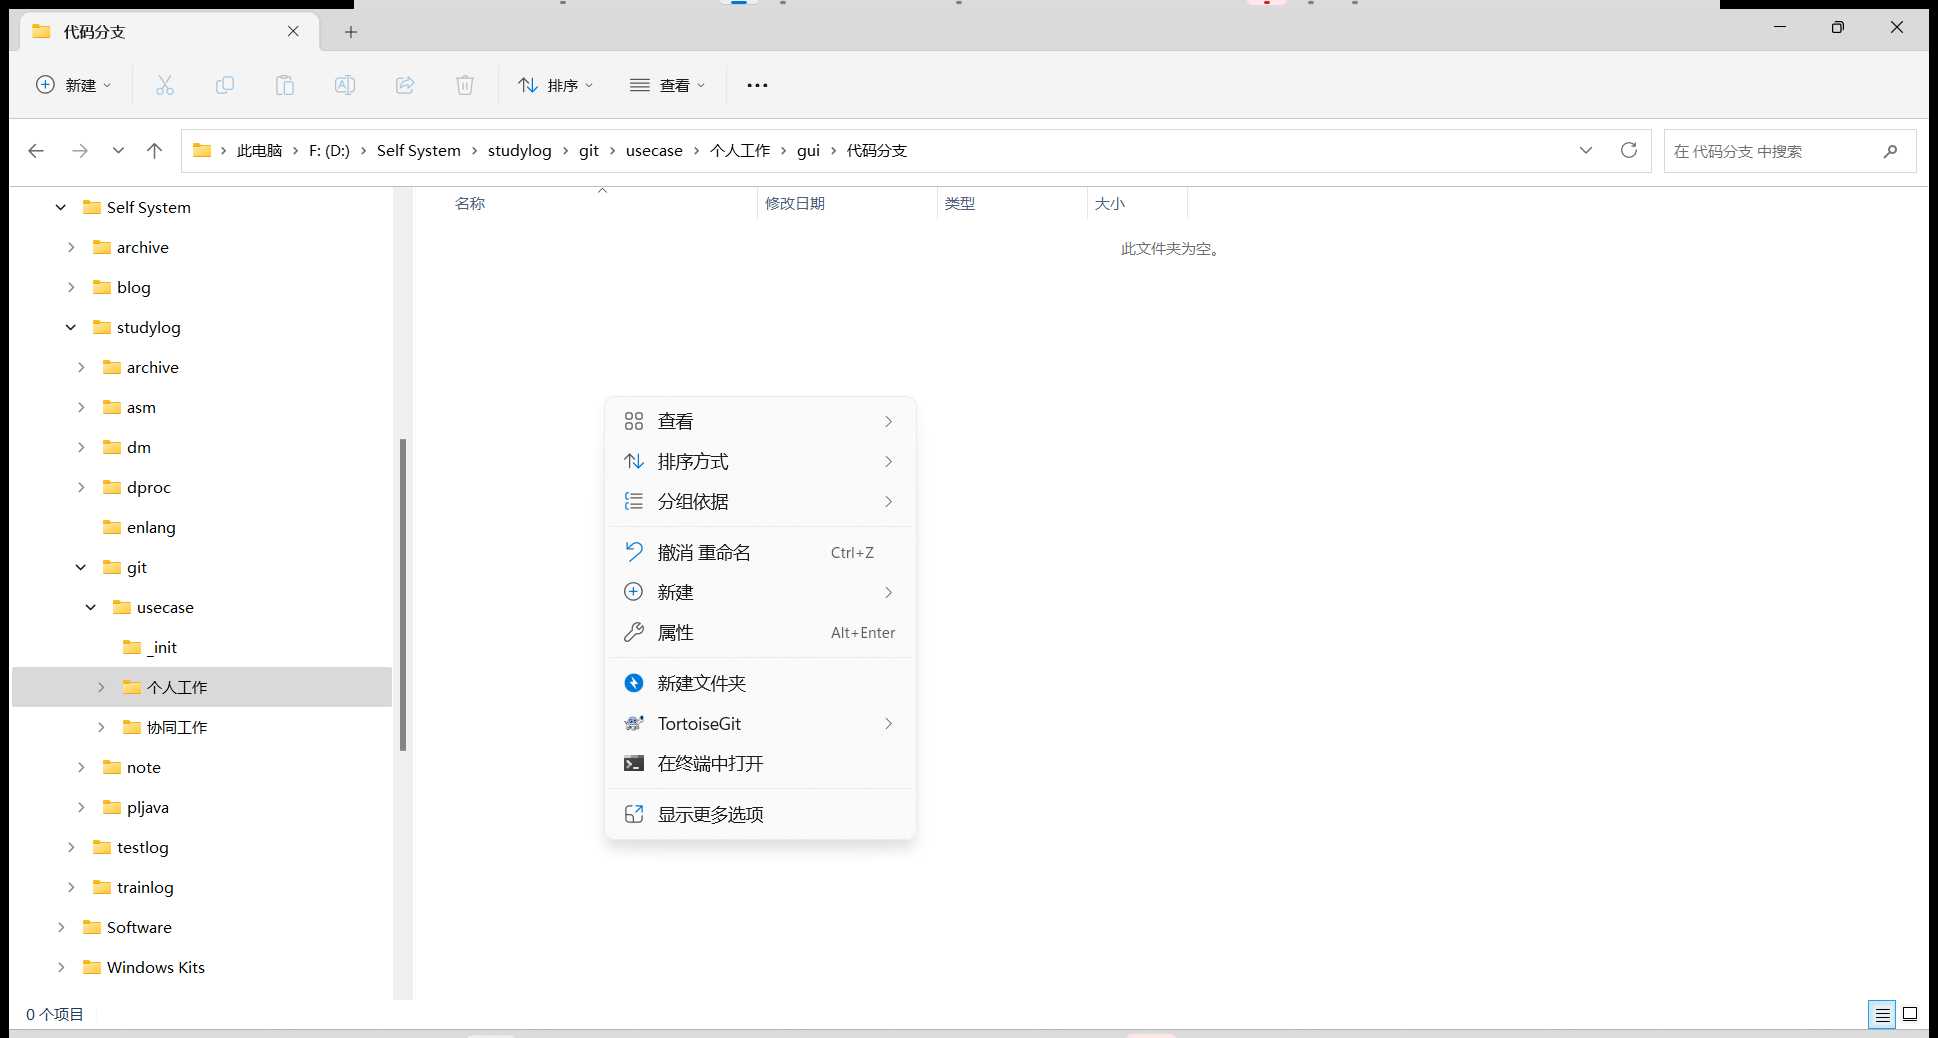 代码分支
新建
排序
查看
此电脑 > F: (D:) > Self System > studylog > git > usecase > 个人工作 > gui > 代码分支
在 代码分支 中搜索
名称 修改日期 类型 大小
此文件夹为空。
Self System
archive
blog
studylog
archive
asm
dm
dproc
enlang
git
usecase
_init
个人工作
协同工作
note
pljava
testlog
trainlog
Software
Windows Kits
查看
排序方式
分组依据
撤消 重命名 Ctrl+Z
新建
属性 Alt+Enter
新建文件夹
TortoiseGit
在终端中打开
显示更多选项
0 个项目